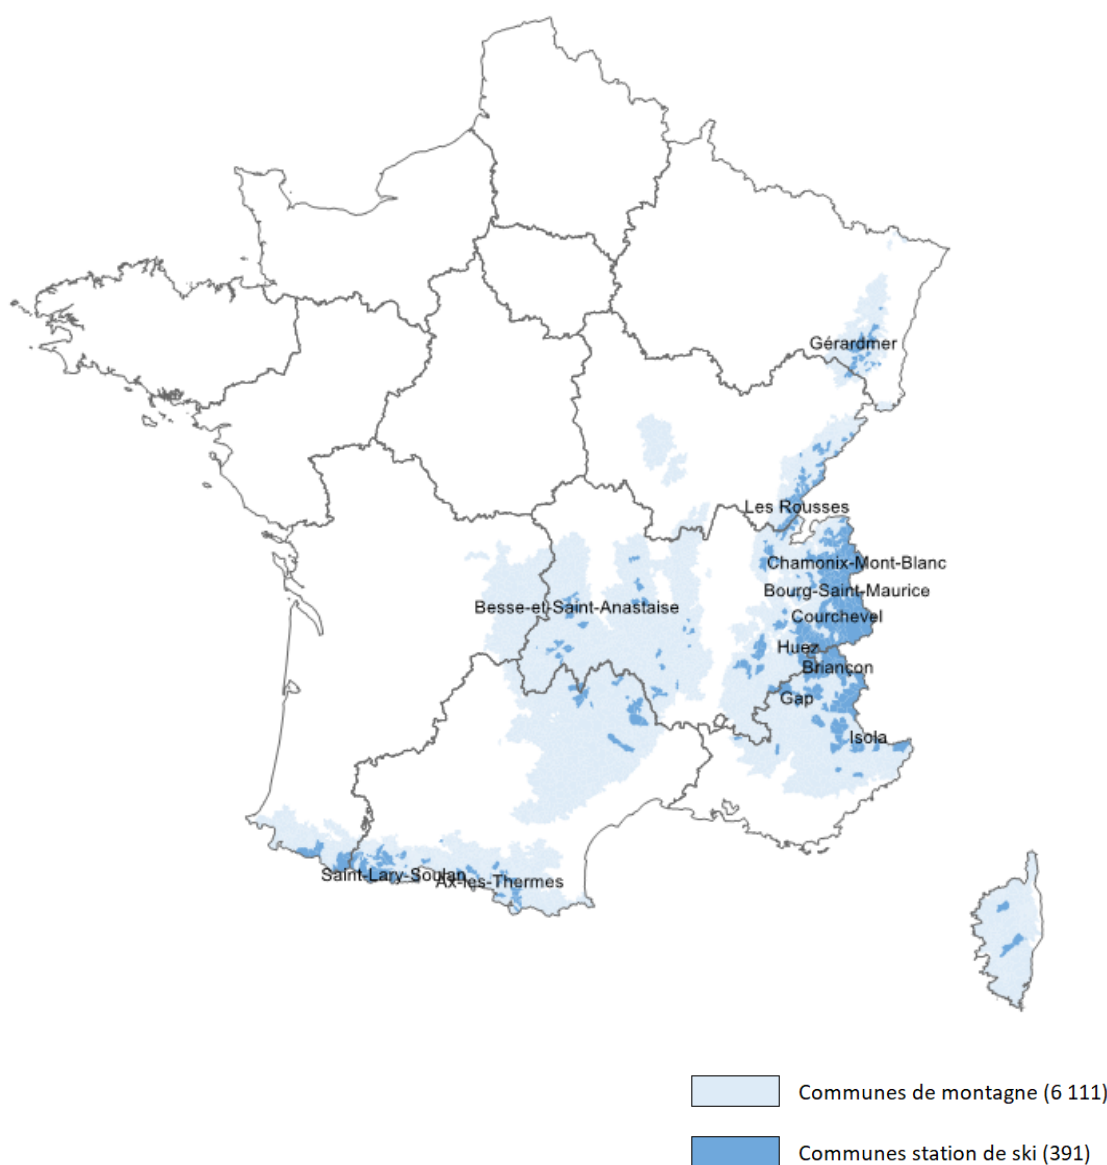 Gérardmer
Les Rousses
Chamonix-Mont-Blanc
Bourg-Saint-Maurice
Besse-et-Saint-Anastaise
Courchevel
Huez
Briançon
Gap
Isola
Saint-Lary-Soulan
Ax-les-Thermes
Communes de montagne (6 111)
Communes station de ski (391)